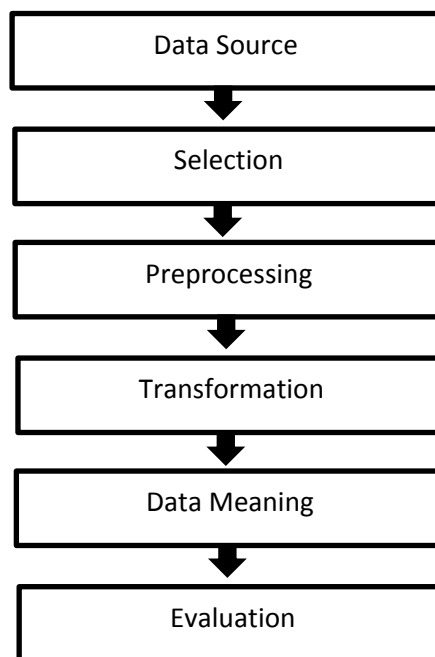 Data Source
Selection
Preprocessing
Transformation
Data Meaning
Evaluation